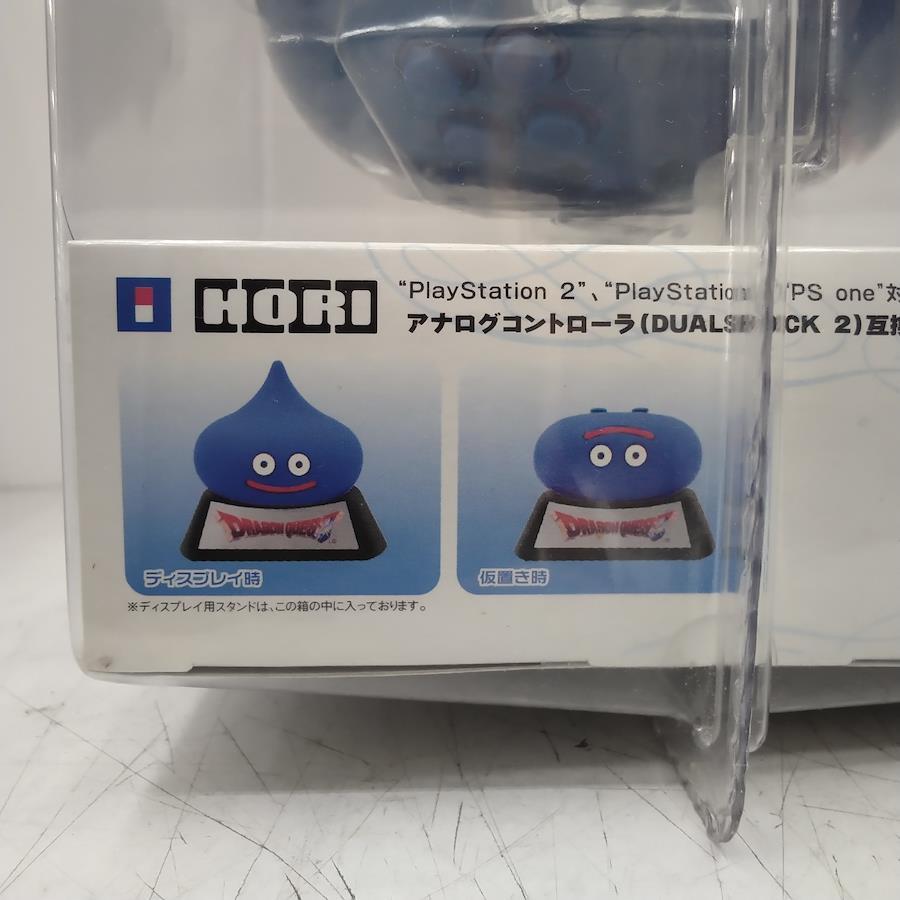 HORI
“PlayStation 2”、“PlayStation “PS one”対
アナログコントローラ(DUALSHOCK 2)互換
DRAGON QUEST
DRAGON QUEST
ディスプレイ時
仮置き時
※ディスプレイ用スタンドは、この箱の中に入っております。